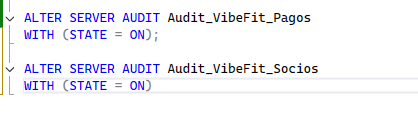 ALTER SERVER AUDIT Audit_VibeFit_Pagos
WITH (STATE = ON);
ALTER SERVER AUDIT Audit_VibeFit_Socios
WITH (STATE = ON)